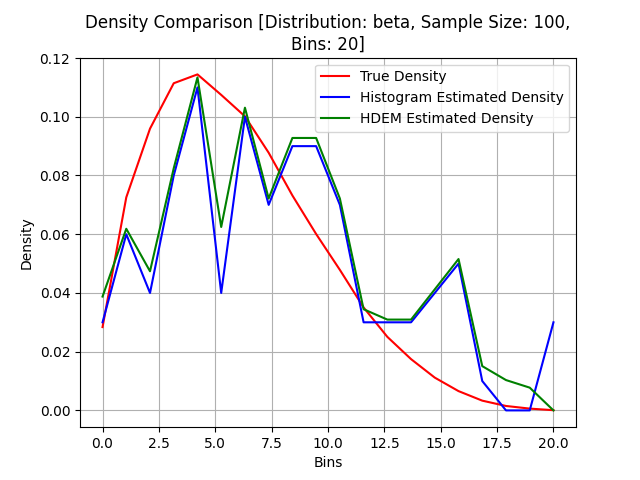 Density Comparison [Distribution: beta, Sample Size: 100,
Bins: 20]
True Density
Histogram Estimated Density
HDEM Estimated Density
Density
0.12
0.10
0.08
0.06
0.04
0.02
0.00
0.0 2.5 5.0 7.5 10.0 12.5 15.0 17.5 20.0
Bins